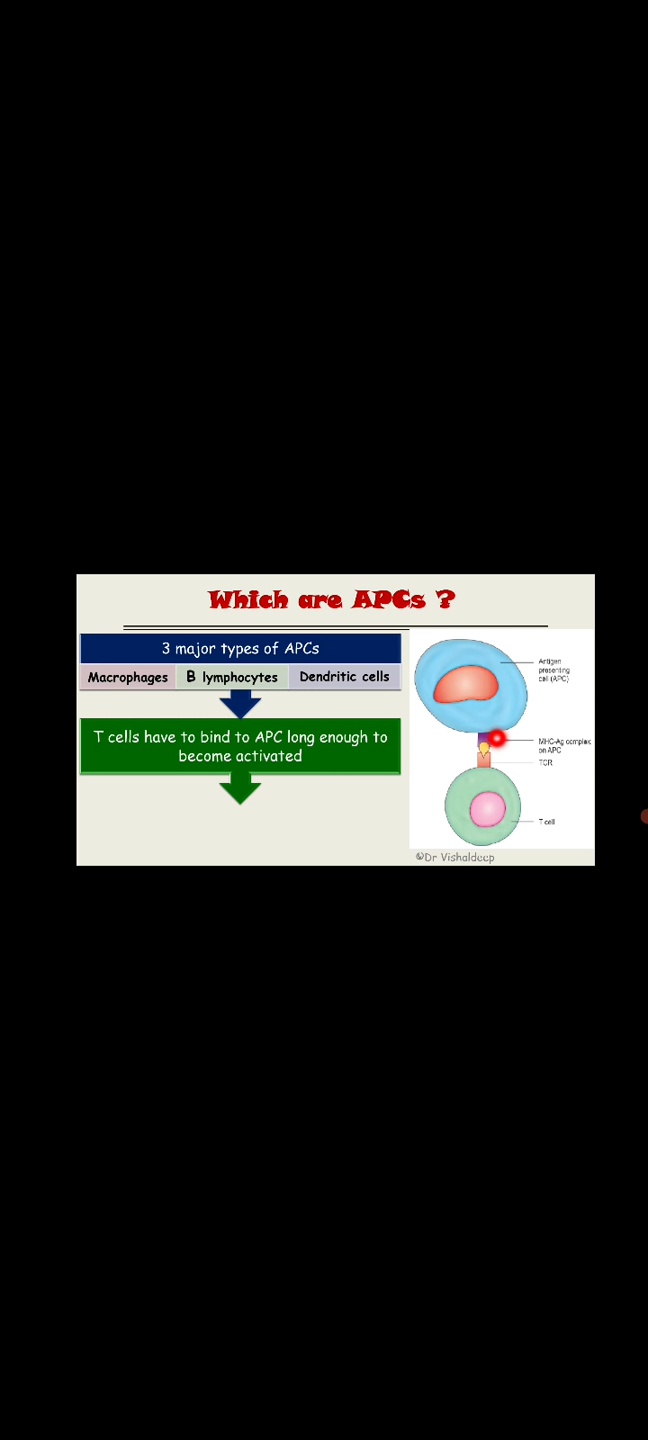 Which are APCs ?
3 major types of APCs
Macrophages
B lymphocytes
Dendritic cells
T cells have to bind to APC long enough to
become activated
Antigen
presenting
cell (APC)
MHC-Ag complex
on APC
TCR
T cell
©Dr Vishaldeep